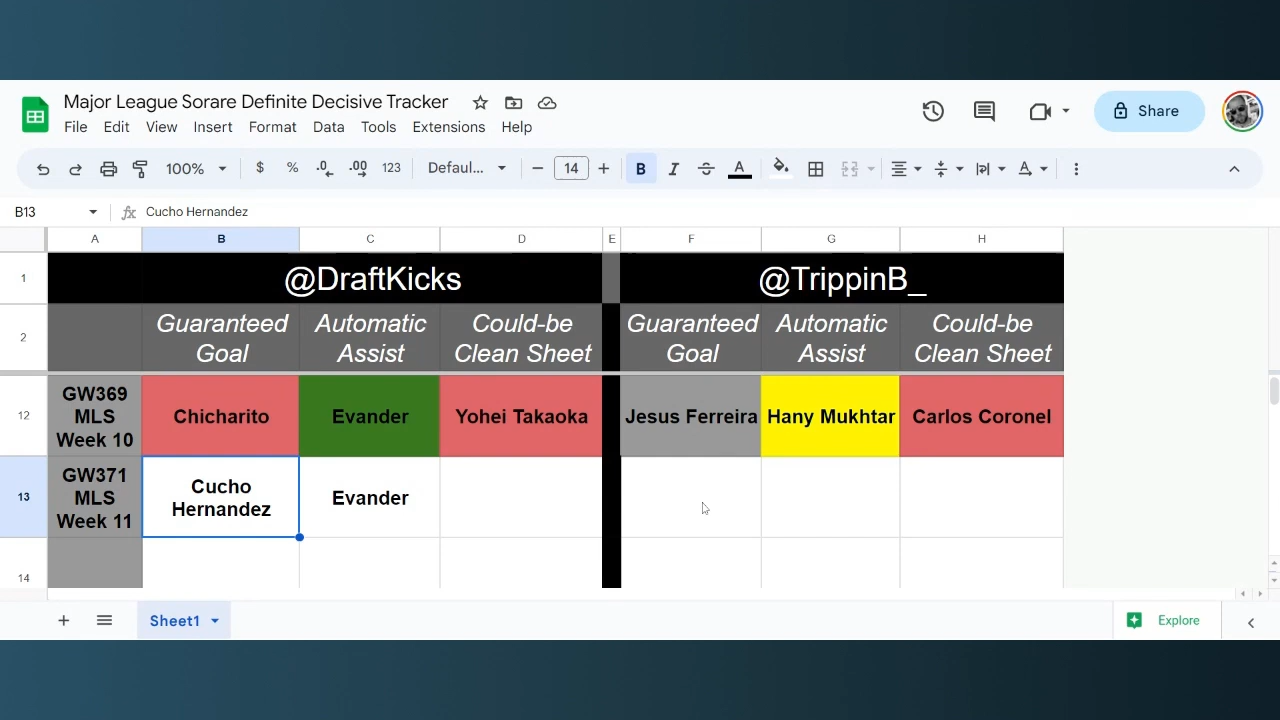 Major League Sorare Definite Decisive Tracker
File Edit View Insert Format Data Tools Extensions Help
Share
100% $ % .0 .00 123 Defaul... − 14 + B I A A
B13 fx Cucho Hernandez
A B C D E F G H
1 @DraftKicks @TrippinB_
2 Guaranteed Automatic Could-be Guaranteed Automatic Could-be
Goal Assist Clean Sheet Goal Assist Clean Sheet
GW369
12 MLS Chicharito Evander Yohei Takaoka Jesus Ferreira Hany Mukhtar Carlos Coronel
Week 10
GW371
13 MLS Cucho Evander
Week 11 Hernandez
14
+ Sheet1 Explore